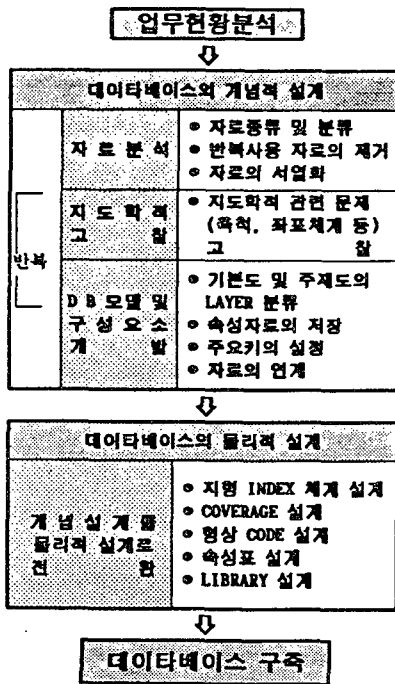 업무현황분석
데이타베이스의 개념적 설계
반복
자 료 분 석
● 자료종류 및 분류
● 반복사용 자료의 제거
● 자료의 서열화
지 도 학 적
고 찰
● 지도학적 관련 문제
(축척, 좌표체계 등)
고 찰
D B 모델 및
구 성 요 소
개 발
● 기본도 및 주제도의
LAYER 분류
● 속성자료의 저장
● 주요키의 설정
● 자료의 연계
데이타베이스의 물리적 설계
개 념 설 계 를
물리적 설계로
전 환
● 지형 INDEX 체계 설계
● COVERAGE 설계
● 형상 CODE 설계
● 속성표 설계
● LIBRARY 설계
데이타베이스 구축